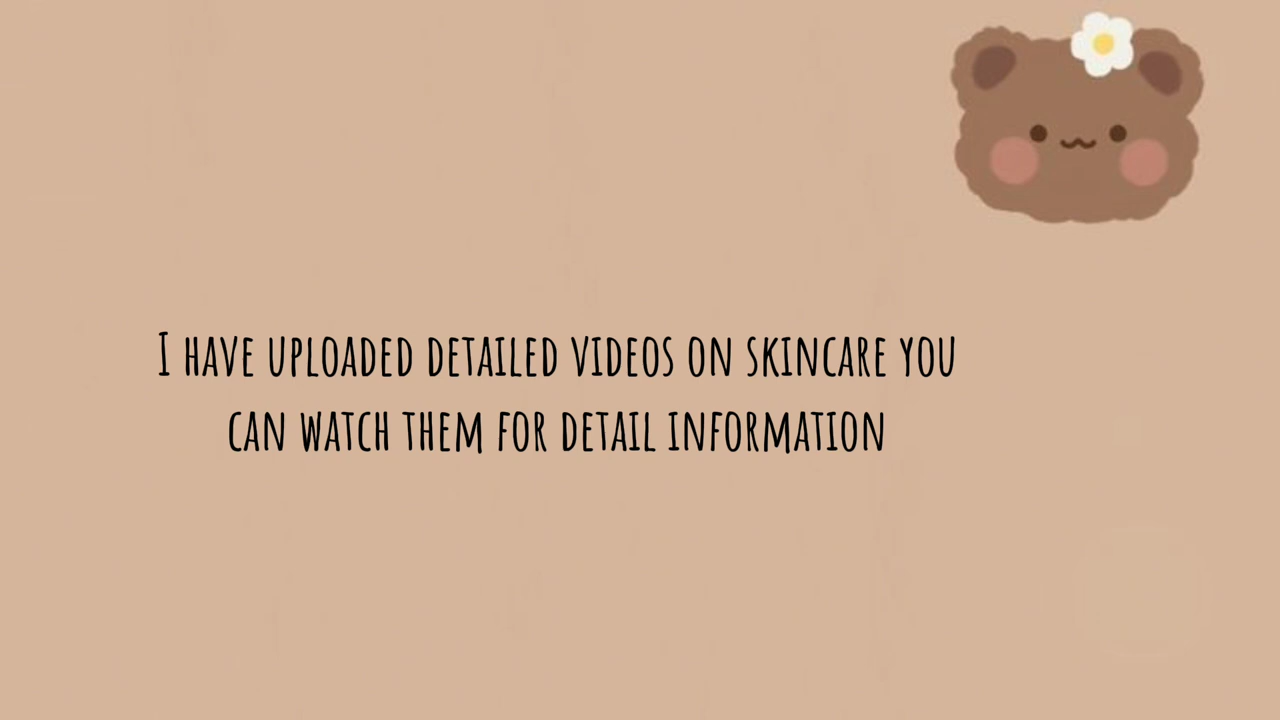 I HAVE UPLOADED DETAILED VIDEOS ON SKINCARE YOU
CAN WATCH THEM FOR DETAIL INFORMATION